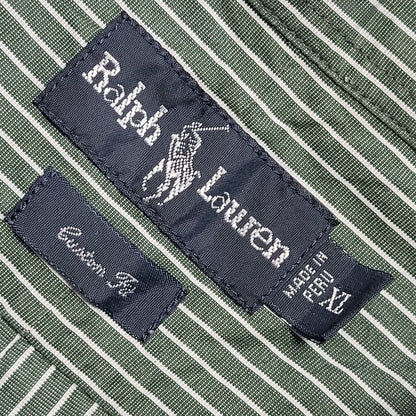 Ralph
Lauren
Custom Fit
MADE IN
PERU
XL